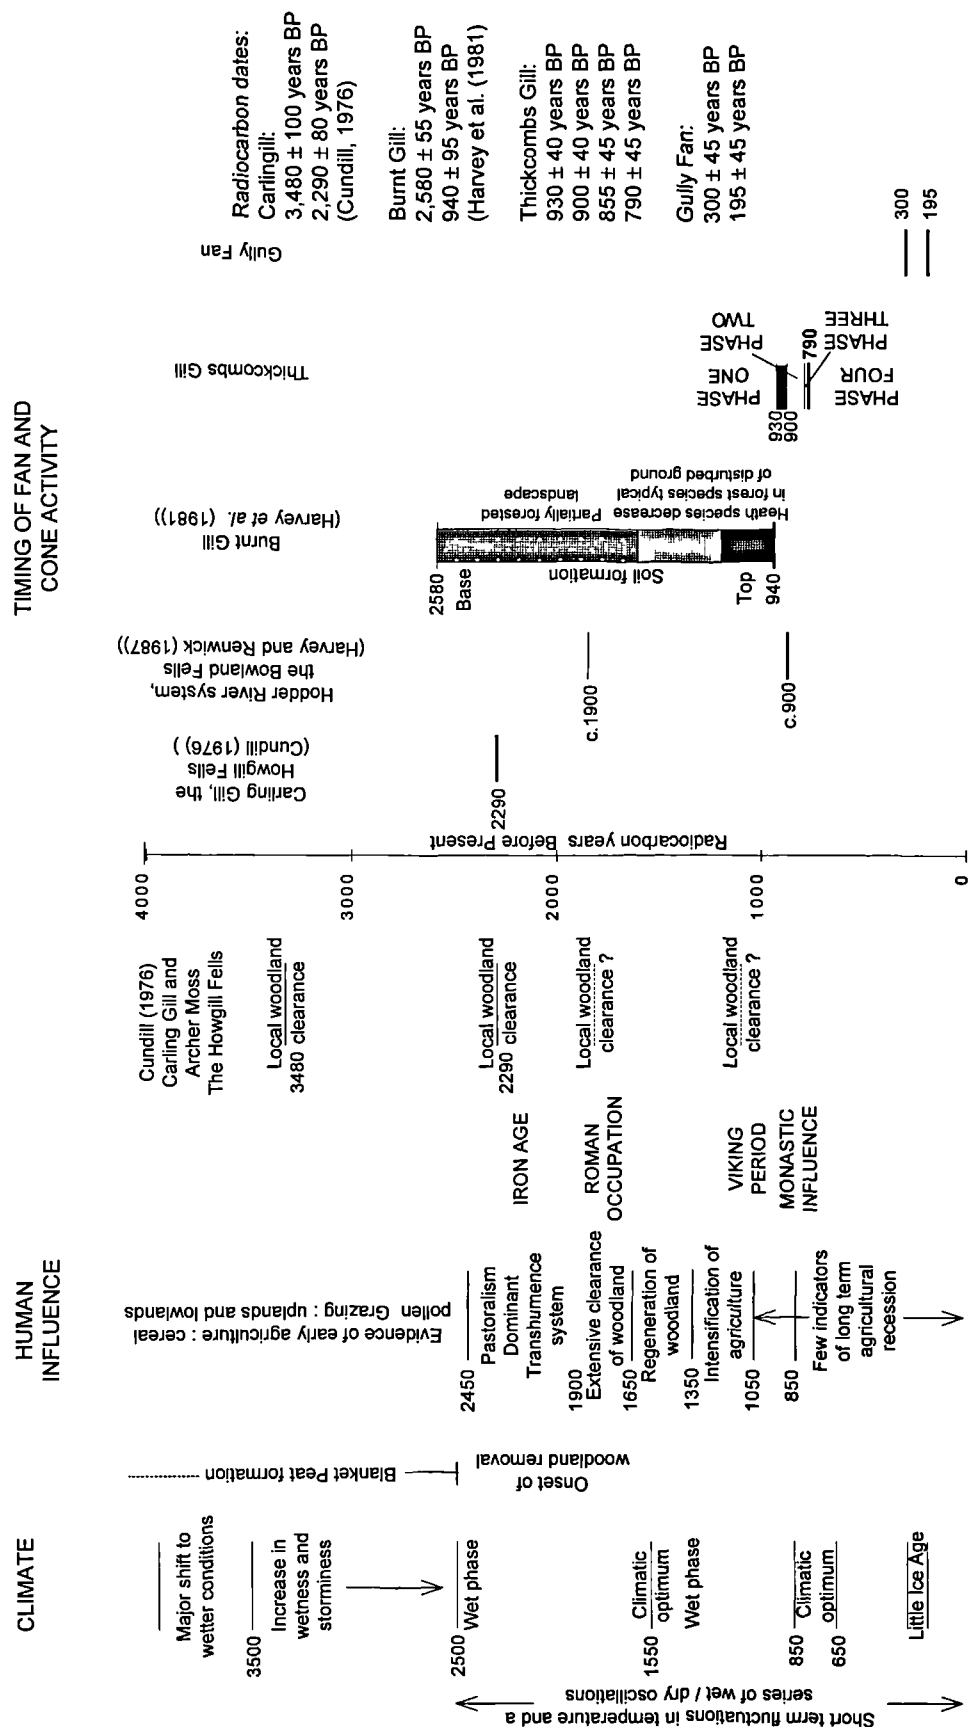 CLIMATE
Major shift to
wetter conditions
3500
Increase in
wetness and
storminess
2500
Wet phase
1550
Climatic
optimum
Wet phase
850
Climatic
optimum
650
Little Ice Age
Short term fluctuations in temperature and a
series of wet / dry oscillations
Blanket Peat formation
Onset of
woodland removal
HUMAN
INFLUENCE
Evidence of early agriculture : cereal
pollen Grazing : uplands and lowlands
2450
Pastoralism
Dominant
Transhumence
system
1900
Extensive clearance
of woodland
1650
Regeneration of
woodland
1350
Intensification of
agriculture
1050
850
Few indicators
of long term
agricultural
recession
IRON AGE
ROMAN
OCCUPATION
VIKING
PERIOD
MONASTIC
INFLUENCE
Cundill (1976)
Carling Gill and
Archer Moss
The Howgill Fells
Local woodland
3480 clearance
Local woodland
2290 clearance
Local woodland
clearance ?
Local woodland
clearance ?
4000
3000
2000
1000
0
Radiocarbon years Before Present
TIMING OF FAN AND
CONE ACTIVITY
Carling Gill, the
Howgill Fells
(Cundill (1976) )
2290
Hodder River system,
the Bowland Fells
(Harvey and Renwick (1987))
c.1900
c.900
Burnt Gill
(Harvey et al. (1981))
2580
Base
Soil formation
Top
940
Partially forested
landscape
Heath species decrease
in forest species typical
of disturbed ground
Thickcombs Gill
930
900
PHASE
ONE
PHASE
TWO
790
PHASE
THREE
PHASE
FOUR
Gully Fan
300
195
Radiocarbon dates:
Carlingill:
3,480 ± 100 years BP
2,290 ± 80 years BP
(Cundill, 1976)
Burnt Gill:
2,580 ± 55 years BP
940 ± 95 years BP
(Harvey et al. (1981)
Thickcombs Gill:
930 ± 40 years BP
900 ± 40 years BP
855 ± 45 years BP
790 ± 45 years BP
Gully Fan:
300 ± 45 years BP
195 ± 45 years BP